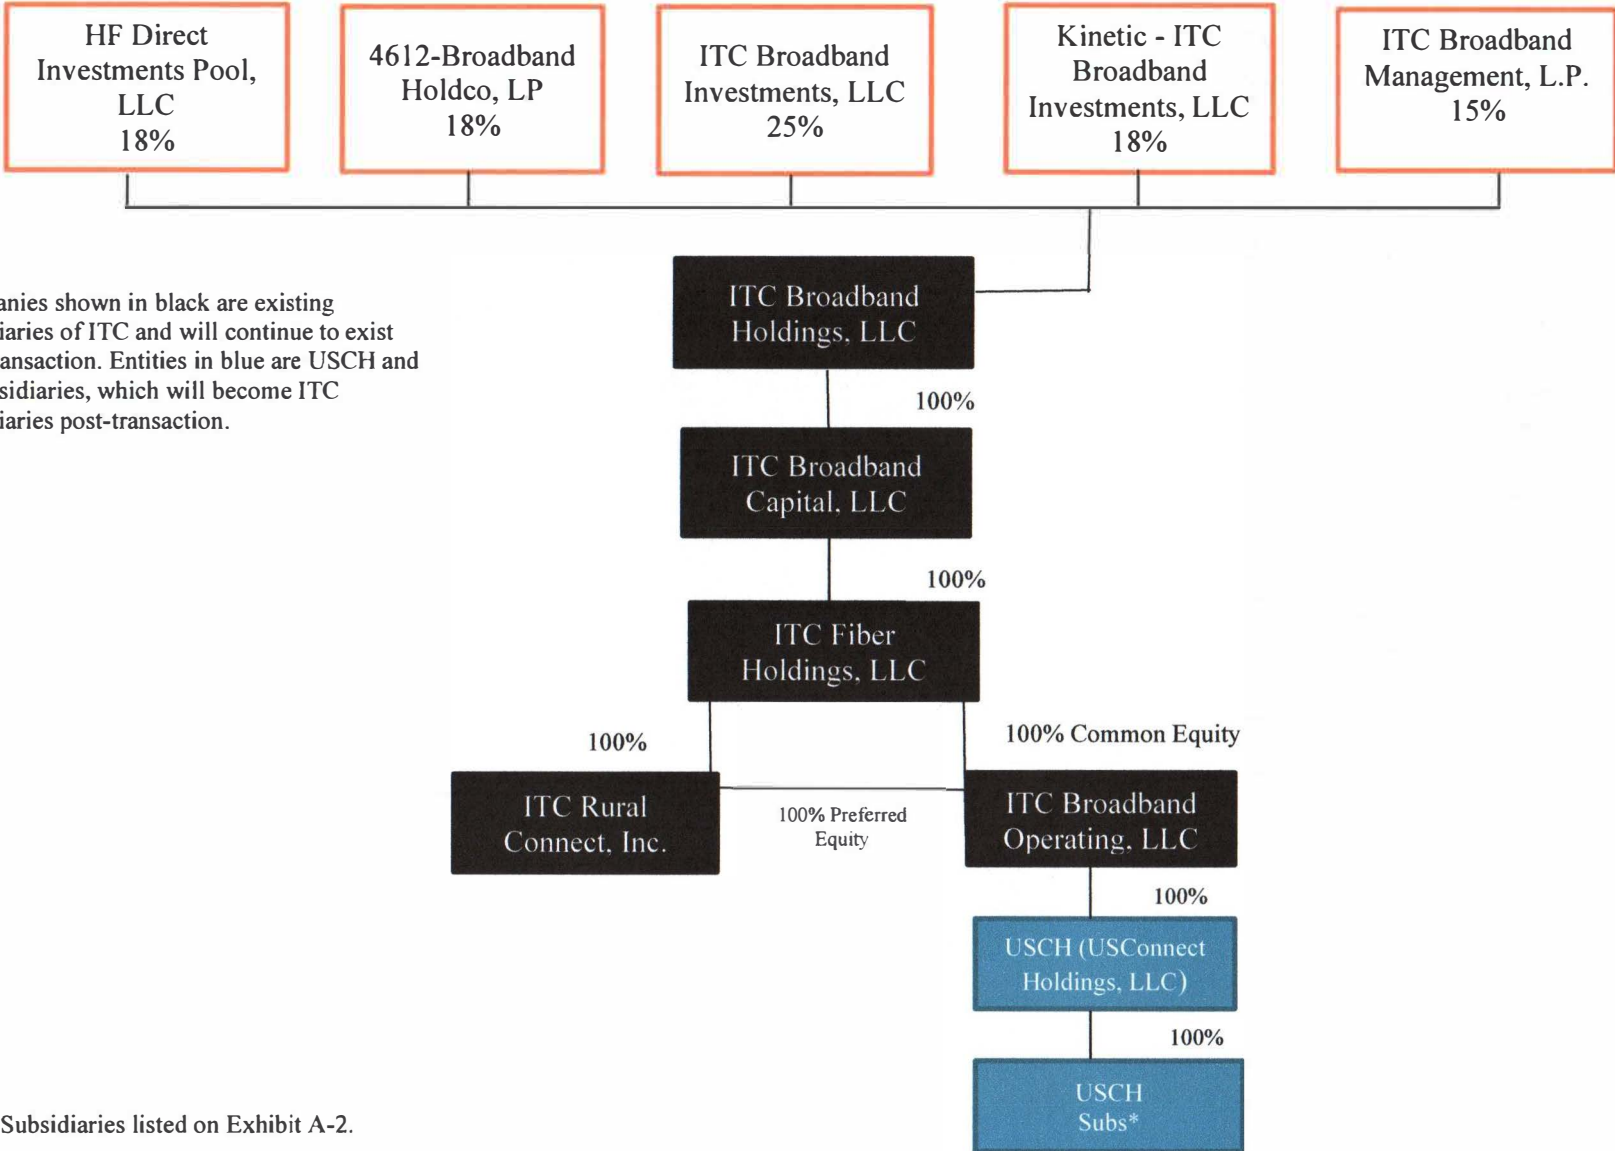 HF Direct
Investments Pool,
LLC
18%
4612-Broadband
Holdco, LP
18%
ITC Broadband
Investments, LLC
25%
Kinetic - ITC
Broadband
Investments, LLC
18%
ITC Broadband
Management, L.P.
15%
anies shown in black are existing
iaries of ITC and will continue to exist
ansaction. Entities in blue are USCH and
sidiaries, which will become ITC
iaries post-transaction.
ITC Broadband
Holdings, LLC
100%
ITC Broadband
Capital, LLC
100%
ITC Fiber
Holdings, LLC
100%
100% Common Equity
ITC Rural
Connect, Inc.
100% Preferred
Equity
ITC Broadband
Operating, LLC
100%
USCH (USConnect
Holdings, LLC)
100%
USCH
Subs*
Subsidiaries listed on Exhibit A-2.